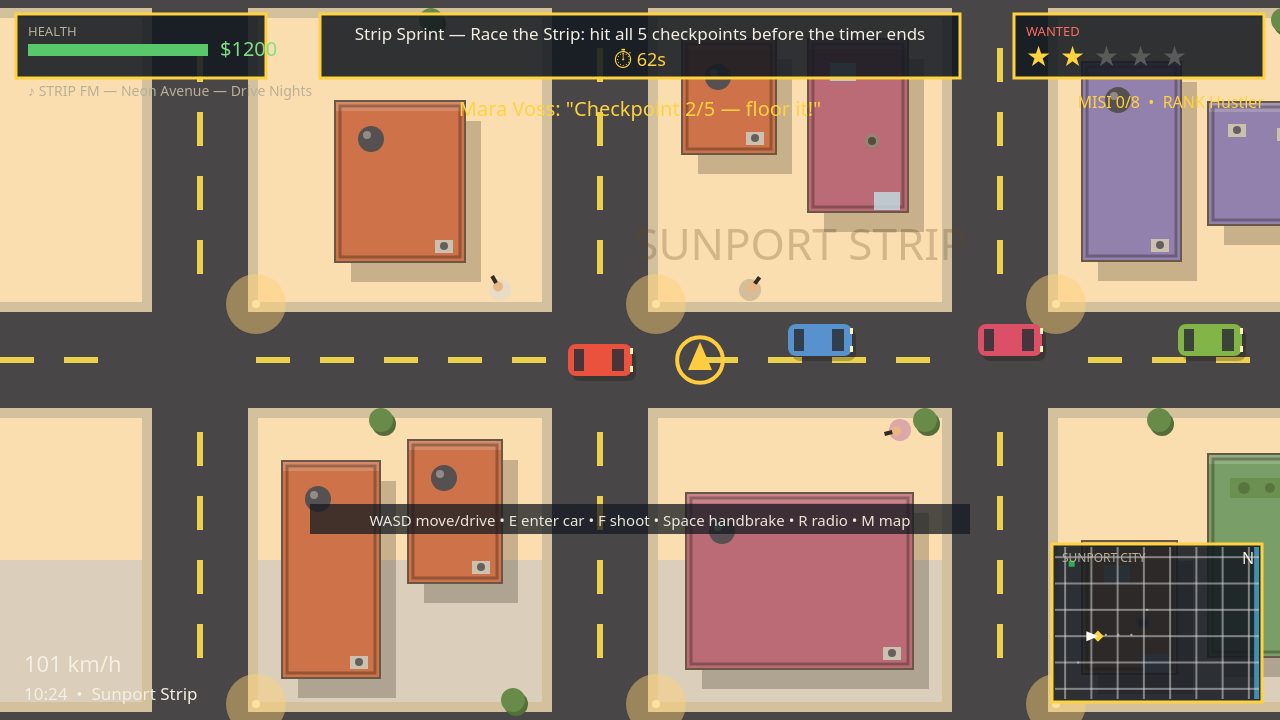 HEALTH
$1200
♪ STRIP FM — Neon Avenue — Drive Nights
Strip Sprint — Race the Strip: hit all 5 checkpoints before the timer ends
⏱ 62s
WANTED
★ ★ ★ ★ ★
MISI 0/8 • RANK Hustler
Mara Voss: "Checkpoint 2/5 — floor it!"
SUNPORT STRIP
WASD move/drive • E enter car • F shoot • Space handbrake • R radio • M map
SUNPORT CITY
N
101 km/h
10:24 • Sunport Strip